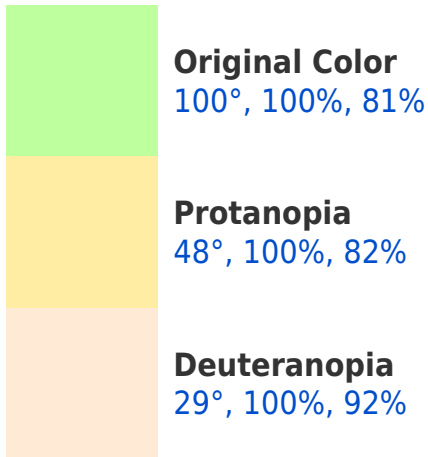 Original Color
100°, 100%, 81%
Protanopia
48°, 100%, 82%
Deuteranopia
29°, 100%, 92%